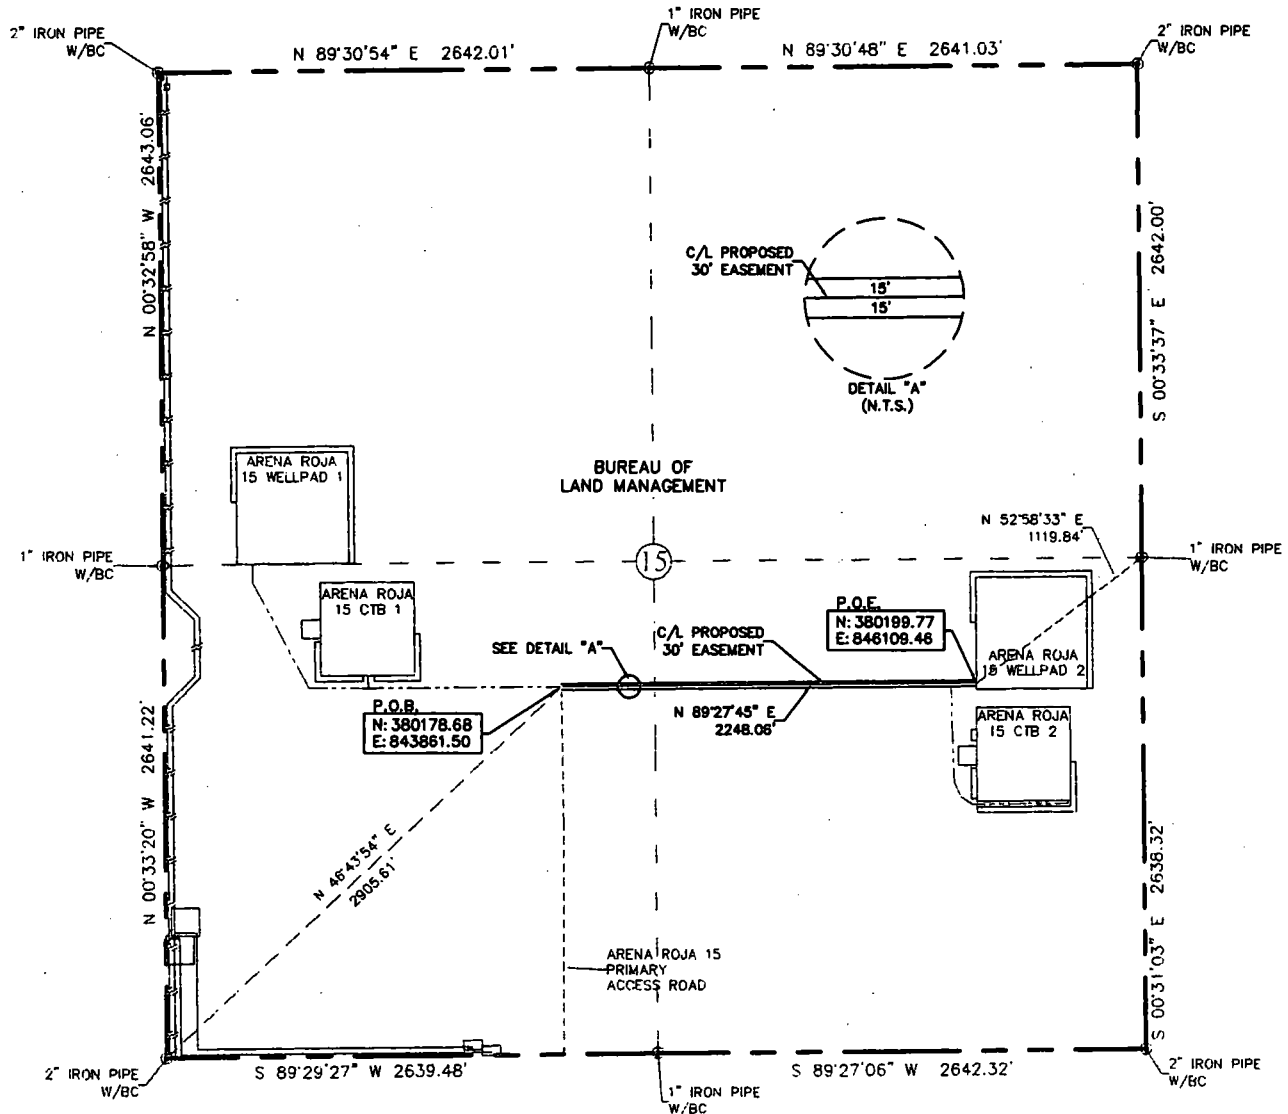 2" IRON PIPE
W/BC
N 89°30'54" E 2642.01'
1" IRON PIPE
W/BC
N 89°30'48" E 2641.03'
2" IRON PIPE
W/BC
N 00°32'58" W 2643.06'
S 00°33'37" E 2642.00'
C/L PROPOSED
30' EASEMENT
15'
15'
DETAIL "A"
(N.T.S.)
ARENA ROJA
15 WELLPAD 1
BUREAU OF
LAND MANAGEMENT
N 52°58'33" E
1119.84'
1" IRON PIPE
W/BC
15
1" IRON PIPE
W/BC
ARENA ROJA
15 CTB 1
P.O.E.
N: 380199.77
E: 846109.46
C/L PROPOSED
30' EASEMENT
SEE DETAIL "A"
ARENA ROJA
15 WELLPAD 2
P.O.B.
N: 380178.68
E: 843861.50
N 89°27'45" E
2248.06'
ARENA ROJA
15 CTB 2
N 00°33'20" W 2641.22'
N 46°43'54" E
2905.61'
S 00°31'03" E 2638.32'
ARENA ROJA 15
PRIMARY
ACCESS ROAD
2" IRON PIPE
W/BC
S 89°29'27" W 2639.48'
1" IRON PIPE
W/BC
S 89°27'06" W 2642.32'
2" IRON PIPE
W/BC